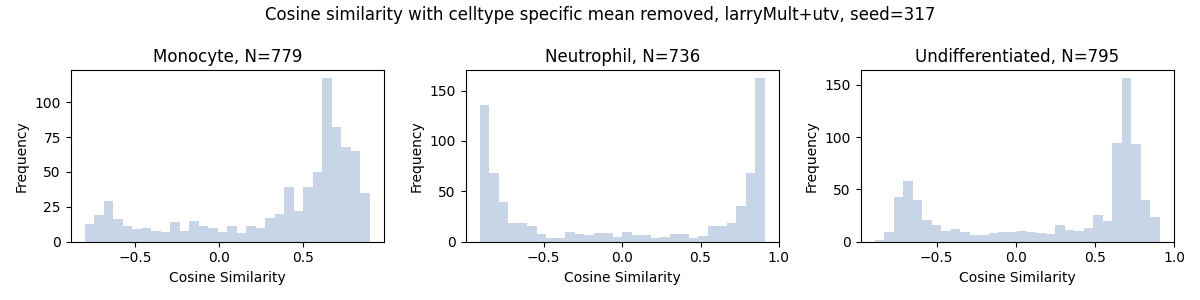 Cosine similarity with celltype specific mean removed, larryMult+utv, seed=317
Monocyte, N=779
Frequency
100
75
50
25
0
−0.5
0.0
0.5
Cosine Similarity
Neutrophil, N=736
Frequency
150
100
50
0
−0.5
0.0
0.5
1.0
Cosine Similarity
Undifferentiated, N=795
Frequency
150
100
50
0
−0.5
0.0
0.5
1.0
Cosine Similarity